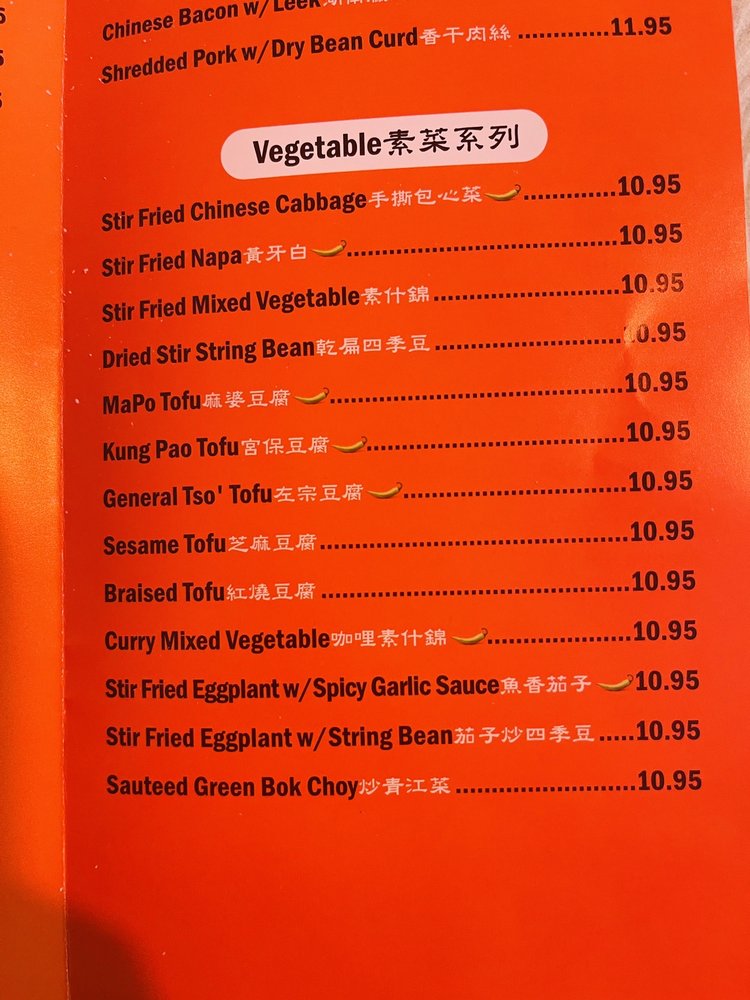 Chinese Bacon w/Leek
Shredded Pork w/Dry Bean Curd香干肉絲 .............11.95
Vegetable素菜系列
Stir Fried Chinese Cabbage手撕包心菜.............10.95
Stir Fried Napa黃牙白......................................10.95
Stir Fried Mixed Vegetable素什錦..........................10.95
Dried Stir String Bean乾扁四季豆..........................10.95
MaPo Tofu麻婆豆腐..........................................10.95
Kung Pao Tofu宮保豆腐.....................................10.95
General Tso' Tofu左宗豆腐................................10.95
Sesame Tofu芝麻豆腐............................................10.95
Braised Tofu紅燒豆腐............................................10.95
Curry Mixed Vegetable咖哩素什錦....................10.95
Stir Fried Eggplant w/Spicy Garlic Sauce魚香茄子10.95
Stir Fried Eggplant w/String Bean茄子炒四季豆.....10.95
Sauteed Green Bok Choy炒青江菜..........................10.95